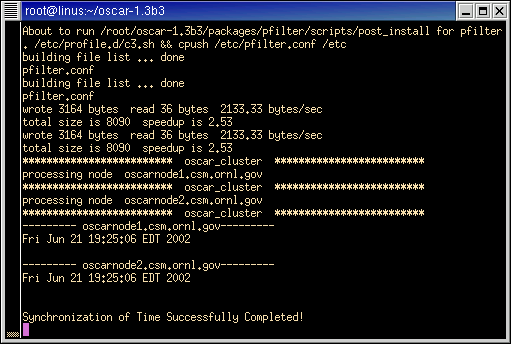 root@linus:~/oscar-1.3b3
About to run /root/oscar-1.3b3/packages/pfilter/scripts/post_install for pfilter
. /etc/profile.d/c3.sh && cpush /etc/pfilter.conf /etc
building file list ... done
pfilter.conf
building file list ... done
pfilter.conf
wrote 3164 bytes  read 36 bytes  2133.33 bytes/sec
total size is 8090  speedup is 2.53
wrote 3164 bytes  read 36 bytes  2133.33 bytes/sec
total size is 8090  speedup is 2.53
************************* oscar_cluster *************************
processing node  oscarnode1.csm.ornl.gov
************************* oscar_cluster *************************
processing node  oscarnode2.csm.ornl.gov
************************* oscar_cluster *************************
--------- oscarnode1.csm.ornl.gov---------
Fri Jun 21 19:25:06 EDT 2002
--------- oscarnode2.csm.ornl.gov---------
Fri Jun 21 19:25:06 EDT 2002
Synchronization of Time Successfully Completed!